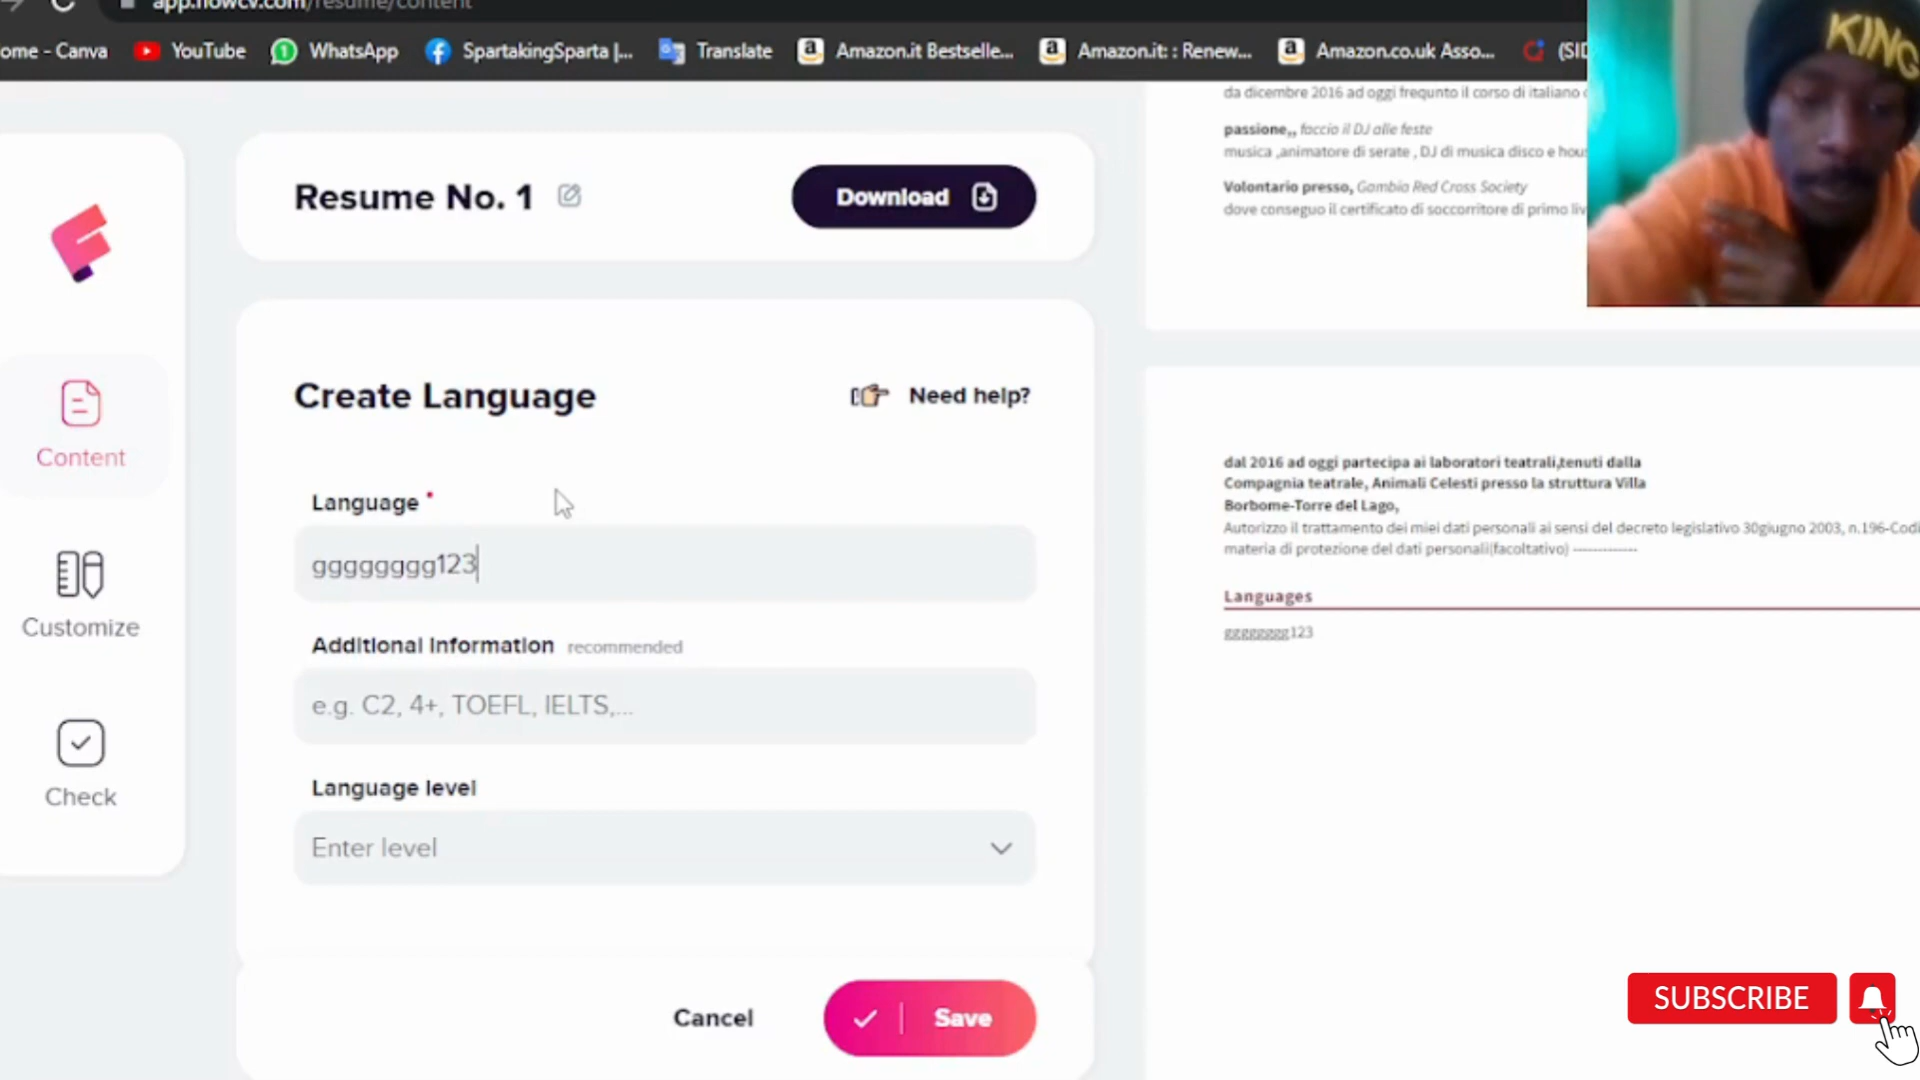 app.flowcv.com/resume/content
ome - Canva
YouTube
WhatsApp
SpartakingSparta |...
Translate
Amazon.it Bestselle...
Amazon.it: : Renew...
Amazon.co.uk Asso...
(SID
KING
da dicembre 2016 ad oggi frequnto il corso di italiano
passione,, faccio il DJ alle feste
musica ,animatore di serate , DJ di musica disco e hous
Volontario presso, Gambia Red Cross Society
dove conseguo il certificato di soccorritore di primo liv
Resume No. 1
Download
Content
Customize
Check
Create Language
Need help?
Language *
gggggggg123
Additional Information recommended
e.g. C2, 4+, TOEFL, IELTS,...
Language level
Enter level
Cancel
Save
dal 2016 ad oggi partecipa ai laboratori teatrali,tenuti dalla
Compagnia teatrale, Animali Celesti presso la struttura Villa
Borbome-Torre del Lago,
Autorizzo il trattamento dei miei dati personali ai sensi del decreto legislativo 30giugno 2003, n.196-Codi
materia di protezione del dati personali(facoltativo) --------------
Languages
gggggggg123
SUBSCRIBE